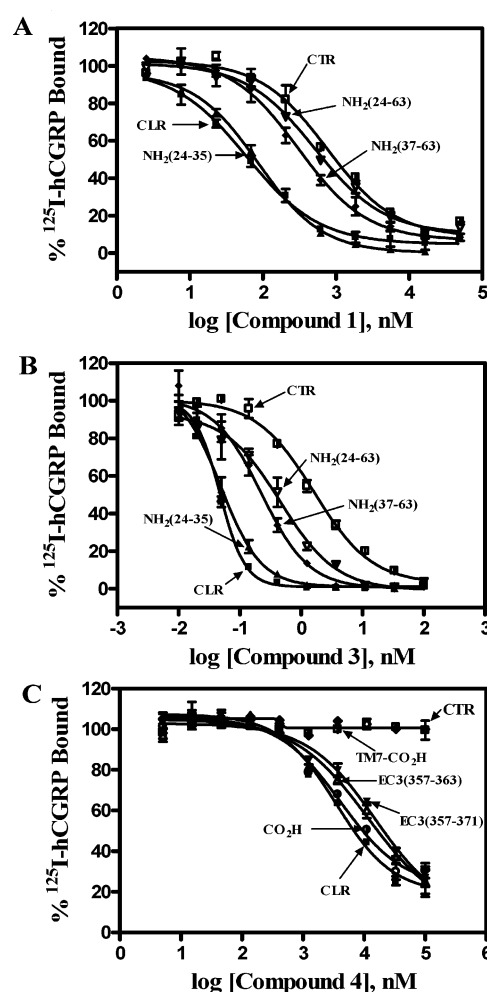 A
% ¹²⁵I-hCGRP Bound
120
100
80
60
40
20
0
CTR
NH₂(24-63)
CLR
NH₂(37-63)
NH₂(24-35)
0 1 2 3 4 5
log [Compound 1], nM
B
% ¹²⁵I-hCGRP Bound
120
100
80
60
40
20
0
CTR
NH₂(24-63)
NH₂(37-63)
NH₂(24-35)
CLR
-3 -2 -1 0 1 2 3
log [Compound 3], nM
C
% ¹²⁵I-hCGRP Bound
120
100
80
60
40
20
0
CTR
TM7-CO₂H
EC3(357-363)
EC3(357-371)
CO₂H
CLR
0 1 2 3 4 5 6
log [Compound 4], nM